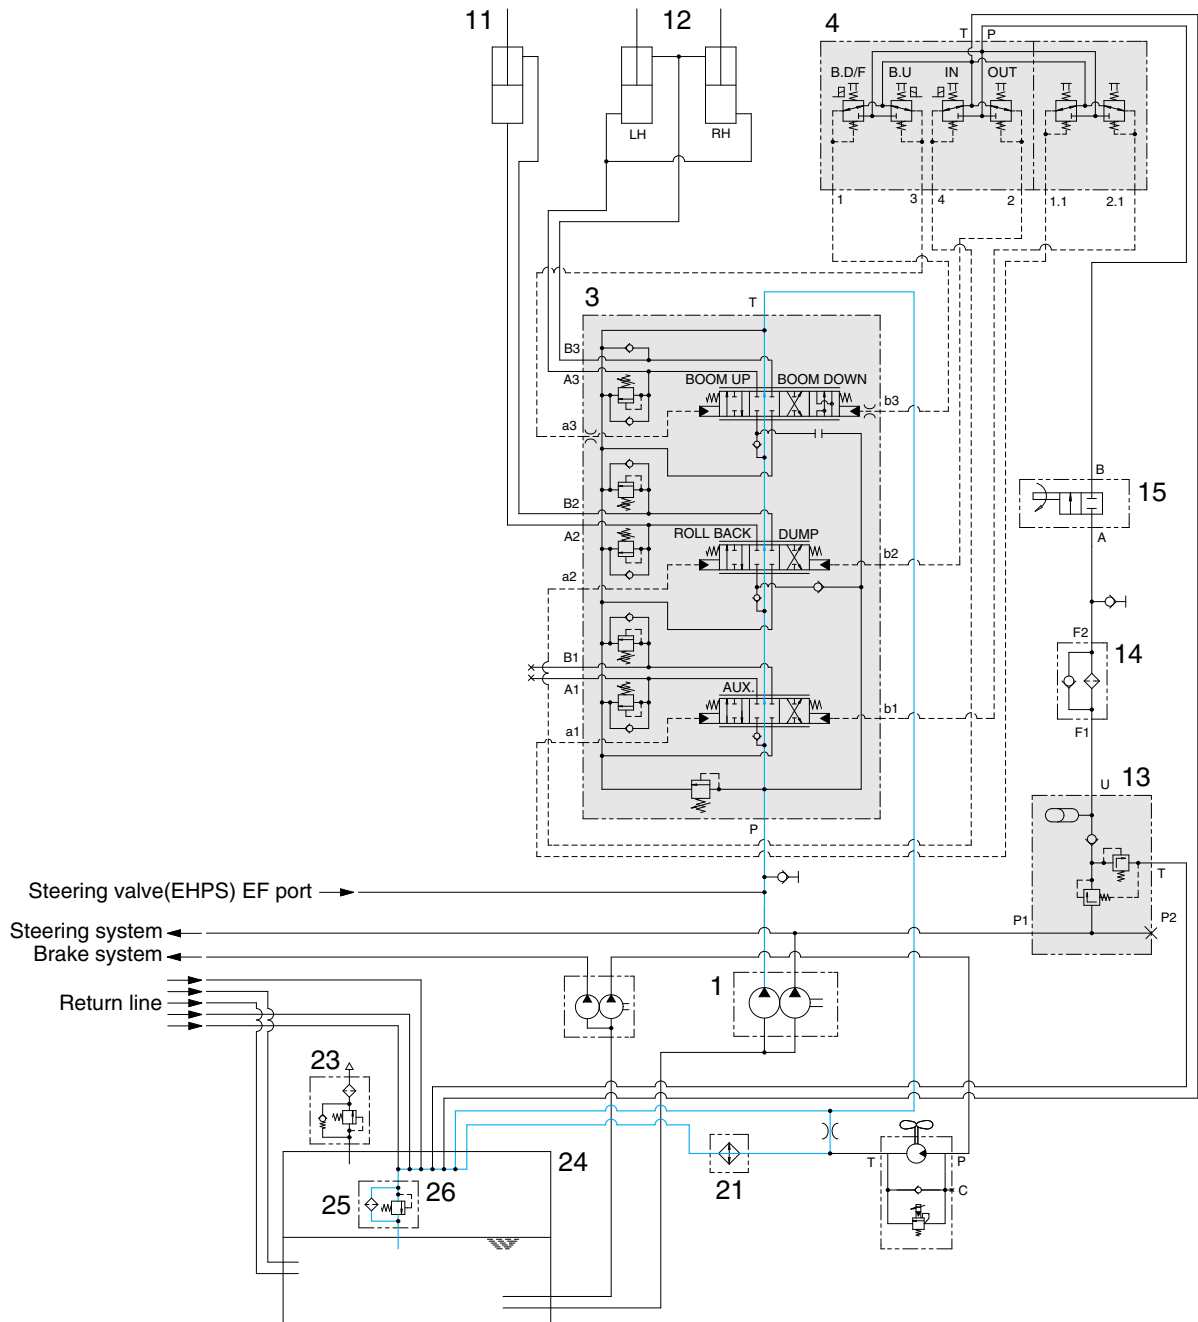 11
12
4
T P
B.D/F B.U IN OUT
LH RH
1 3 4 2 1.1 2.1
3
T
B3
A3
BOOM UP BOOM DOWN
a3
b3
B
15
A
B2
A2
ROLL BACK DUMP
a2
b2
F2
14
F1
B1
A1
AUX.
a1
b1
U 13
T
P1 P2
P
Steering valve(EHPS) EF port
Steering system
Brake system
Return line
1
23
24
25
26
21
T P
C